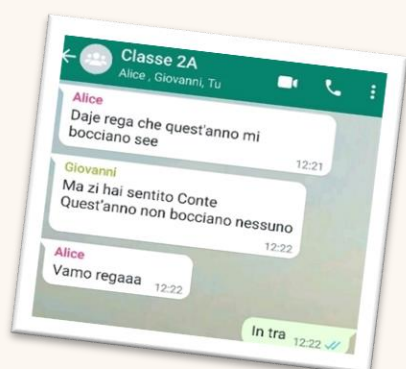 Classe 2A
Alice , Giovanni, Tu
Alice
Daje rega che quest'anno mi
bocciano see
12:21
Giovanni
Ma zi hai sentito Conte
Quest'anno non bocciano nessuno
12:22
Alice
Vamo regaaa
12:22
In tra
12:22